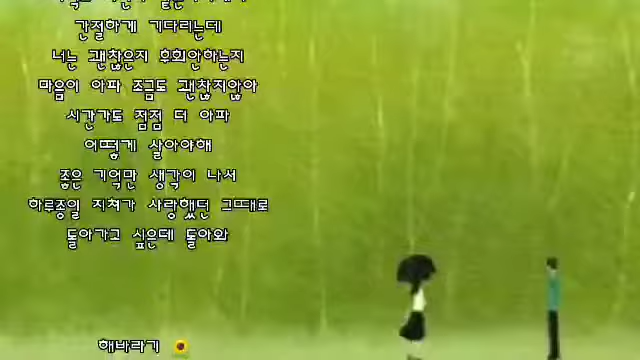 간절하게 기다리는데
너는 괜찮은지 후회안하는지
마음이 아파 조금도 괜찮지않아
시간가도 점점 더 아파
어떻게 살아야해
좋은 기억만 생각이 나서
하루종일 지쳐가 사랑했던 그때로
돌아가고 싶은데 돌아와
해바라기